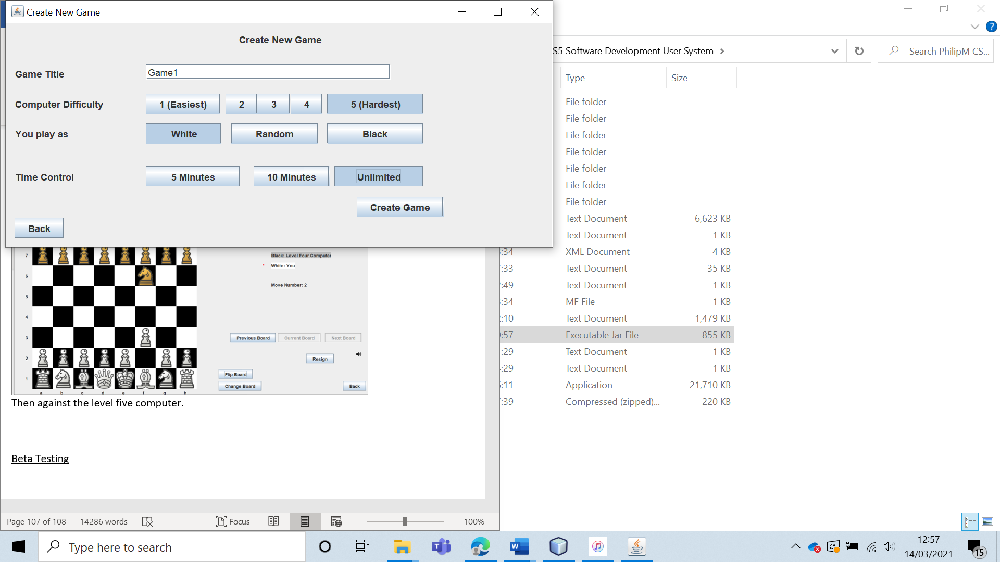 Create New Game
Create New Game
Game Title
Game1
Computer Difficulty
1 (Easiest)
2
3
4
5 (Hardest)
You play as
White
Random
Black
Time Control
5 Minutes
10 Minutes
Unlimited
Create Game
Back
7
Black: Level Four Computer
* White: You
6
Move Number: 2
5
4
3
Previous Board
Current Board
Next Board
2
Resign
1
Flip Board
Change Board
Back
a b c d e f g h
Then against the level five computer.
Beta Testing
Page 107 of 108
14286 words
Focus
100%
S5 Software Development User System
Search PhilipM CS...
Type Size
File folder
File folder
File folder
File folder
File folder
File folder
File folder
Text Document 6,623 KB
Text Document 1 KB
:34 XML Document 4 KB
:33 Text Document 35 KB
:49 Text Document 1 KB
:34 MF File 1 KB
:10 Text Document 1,479 KB
:57 Executable Jar File 855 KB
:29 Text Document 1 KB
:29 Text Document 1 KB
:11 Application 21,710 KB
:39 Compressed (zipped)... 220 KB
Type here to search
12:57
14/03/2021
15